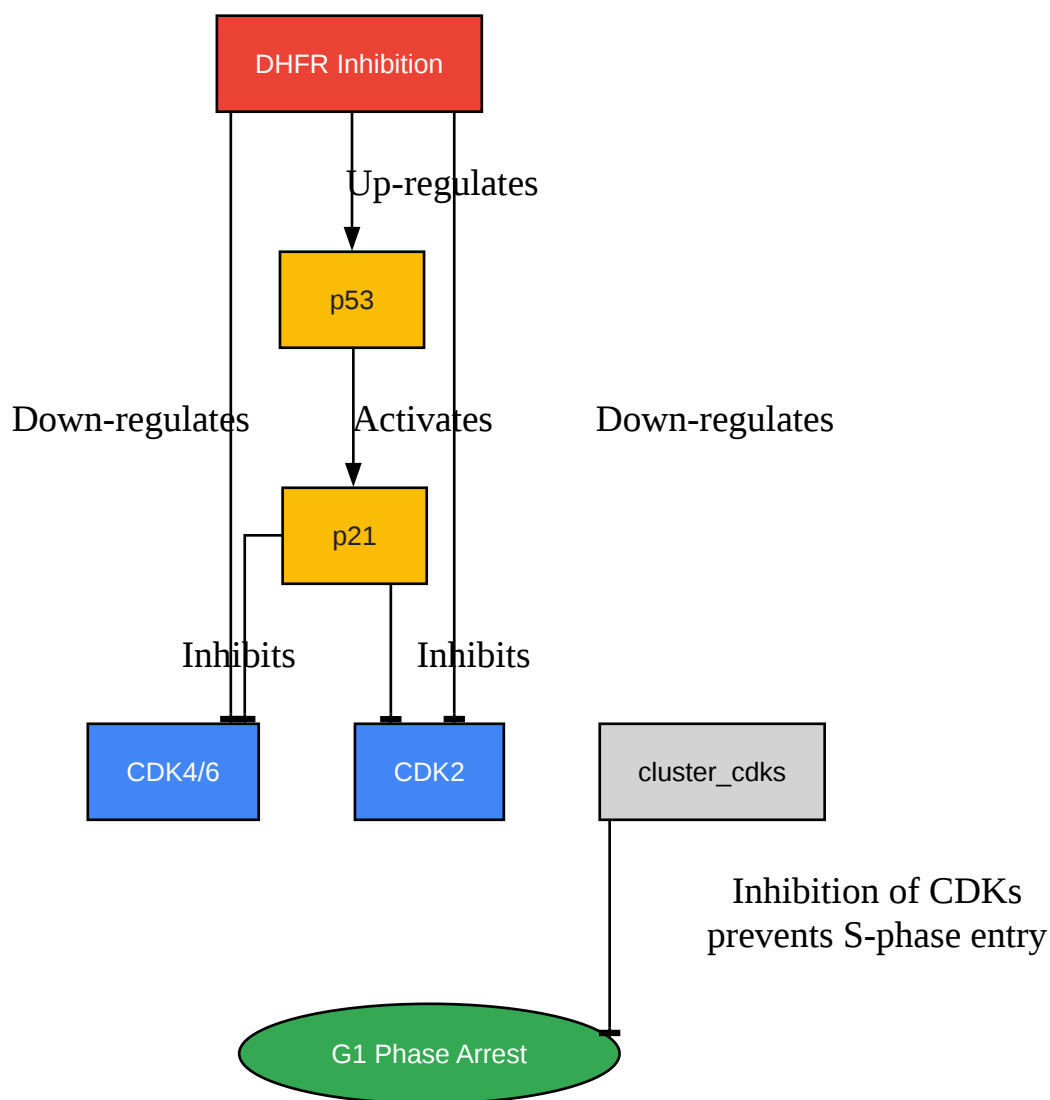 DHFR Inhibition
Up-regulates
p53
Down-regulates
Activates
Down-regulates
p21
Inhibits
Inhibits
CDK4/6
CDK2
cluster_cdks
Inhibition of CDKs
prevents S-phase entry
G1 Phase Arrest